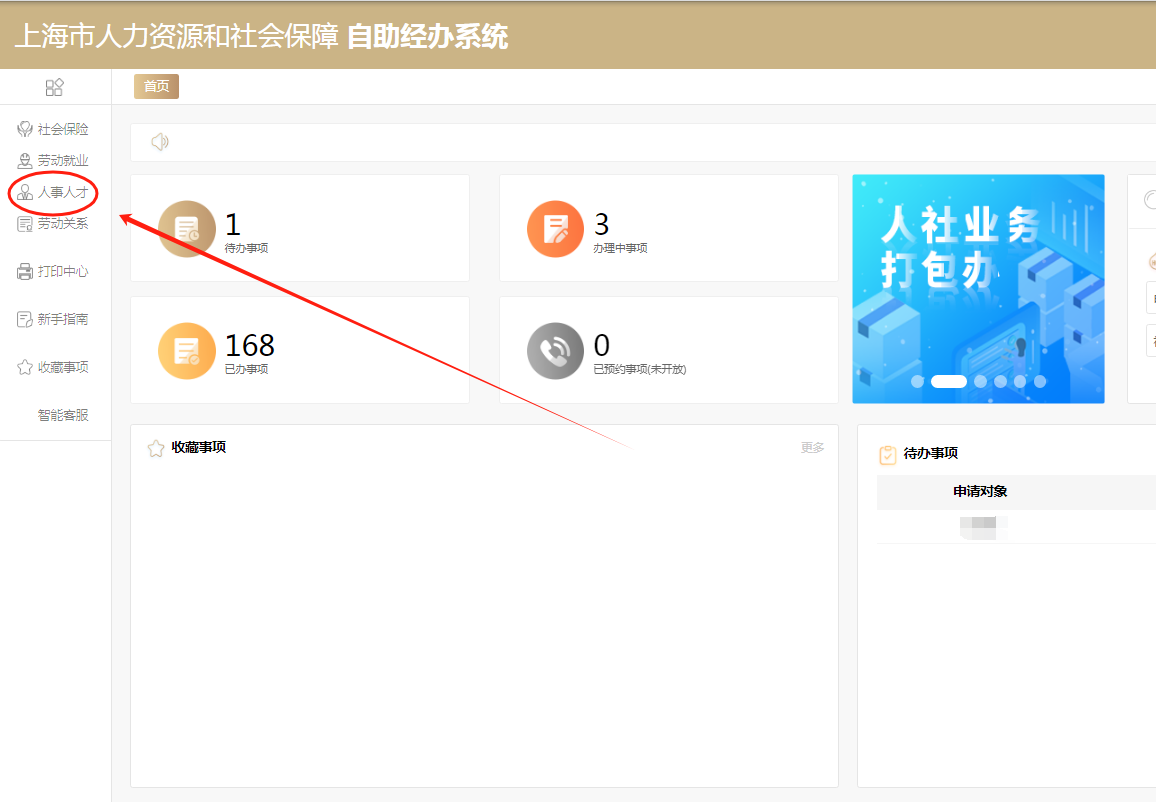 上海市人力资源和社会保障 自助经办系统
首页
社会保险
劳动就业
人事人才
劳动关系
打印中心
新手指南
收藏事项
智能客服
1
待办事项
3
办理中事项
168
已办事项
0
已预约事项(未开放)
人社业务
打包办
收藏事项
更多
待办事项
申请对象